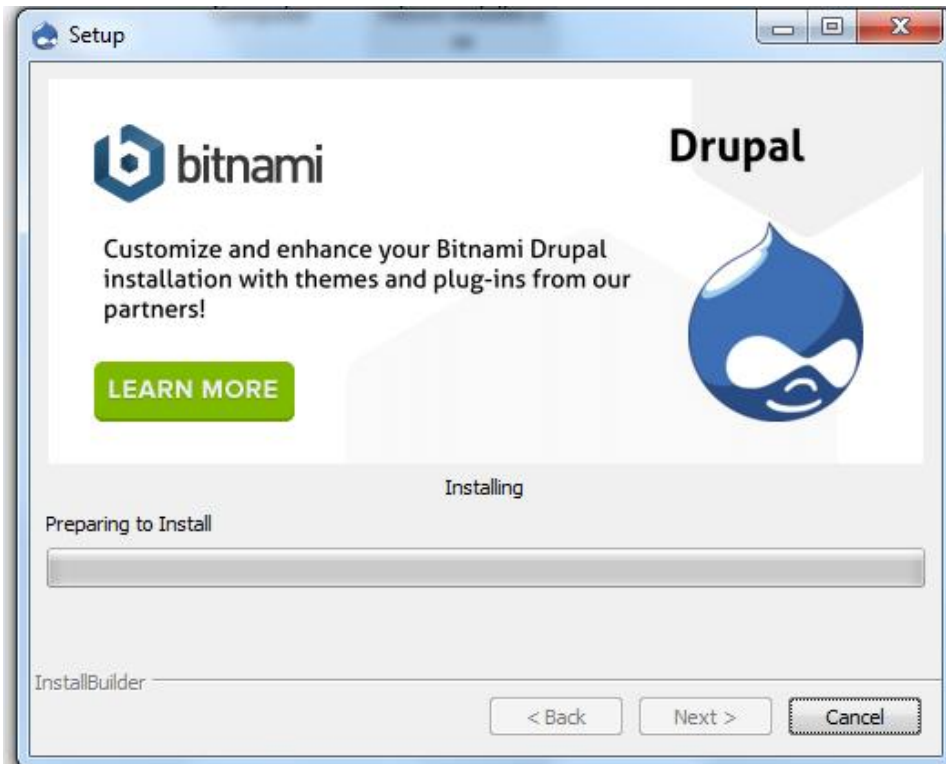 Setup
bitnami
Drupal
Customize and enhance your Bitnami Drupal
installation with themes and plug-ins from our
partners!
LEARN MORE
Installing
Preparing to Install
InstallBuilder
< Back
Next >
Cancel